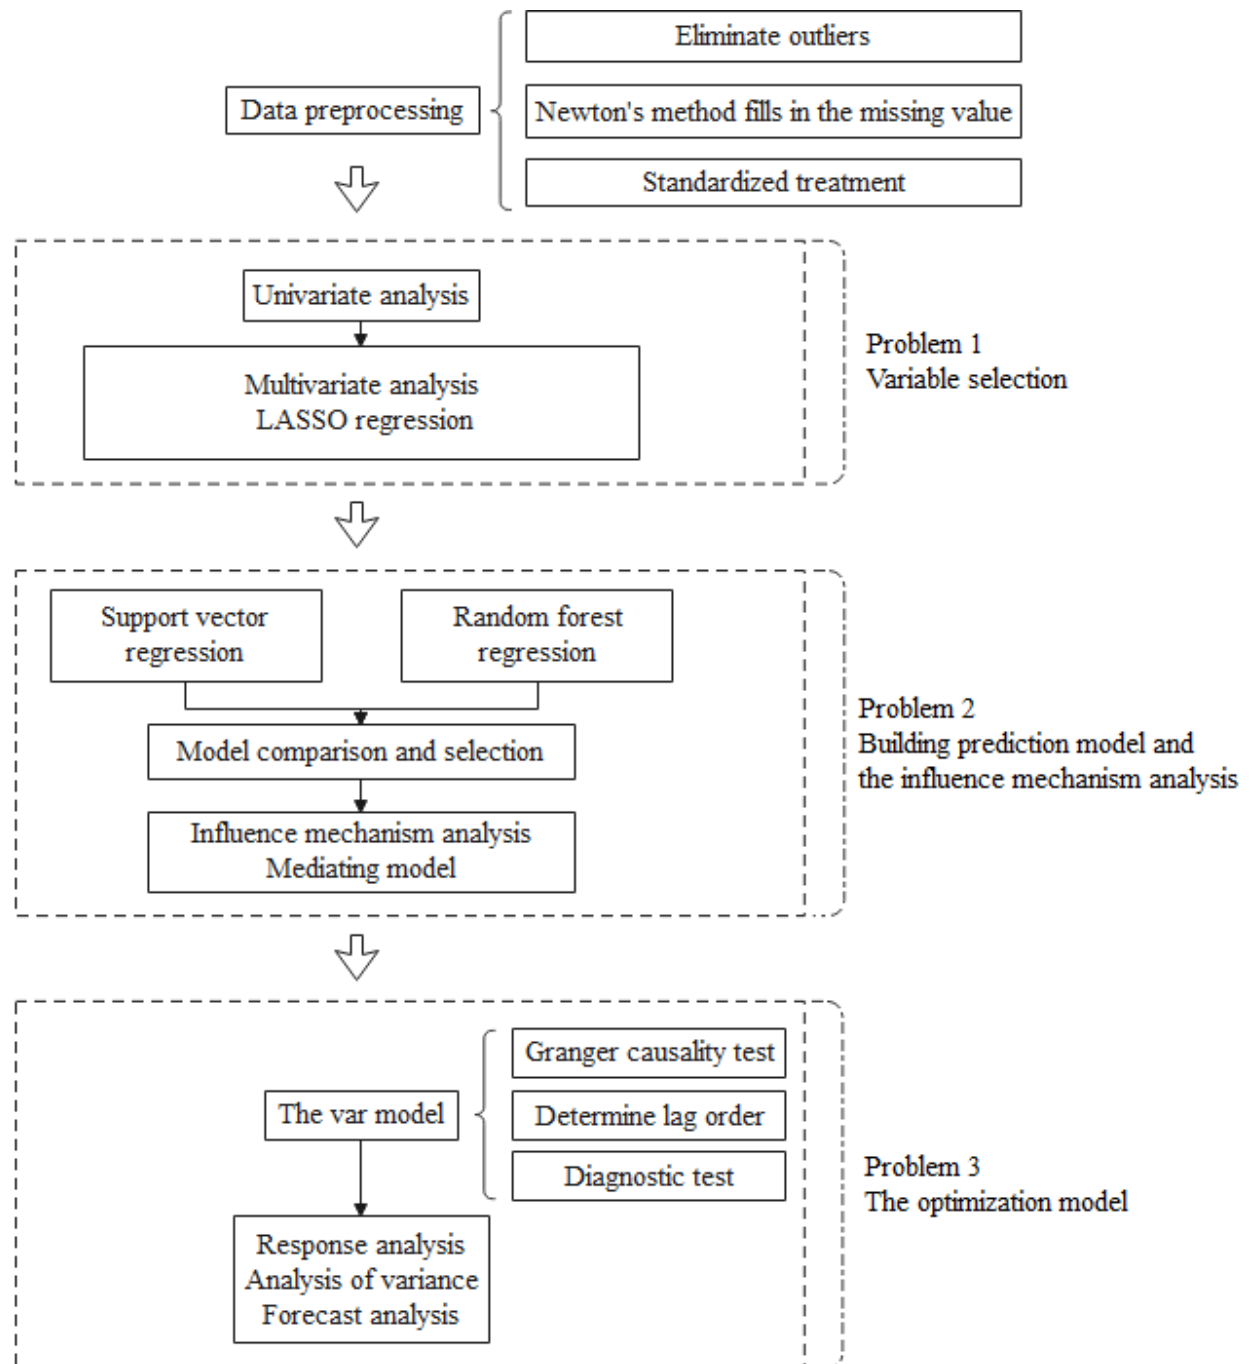 Eliminate outliers
Data preprocessing
Newton's method fills in the missing value
Standardized treatment
Univariate analysis
Multivariate analysis
LASSO regression
Problem 1
Variable selection
Support vector
regression
Random forest
regression
Model comparison and selection
Influence mechanism analysis
Mediating model
Problem 2
Building prediction model and
the influence mechanism analysis
Granger causality test
The var model
Determine lag order
Diagnostic test
Response analysis
Analysis of variance
Forecast analysis
Problem 3
The optimization model